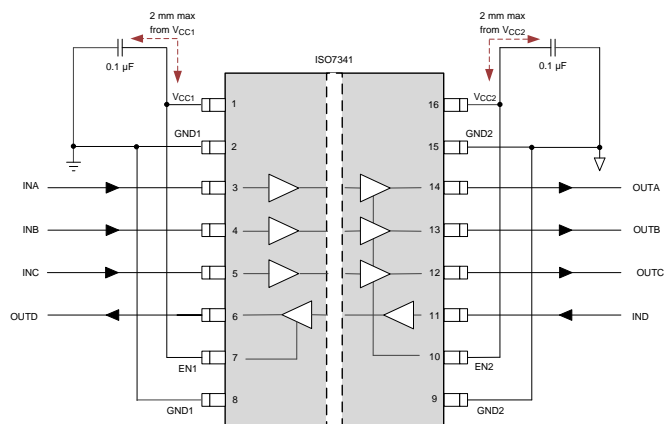 2 mm max
from VCC1
2 mm max
from VCC2
0.1 µF
0.1 µF
ISO7341
VCC1
1
16
VCC2
GND1
2
15
GND2
INA
3
14
OUTA
INB
4
13
OUTB
INC
5
12
OUTC
OUTD
6
11
IND
7
10
EN1
EN2
8
9
GND1
GND2